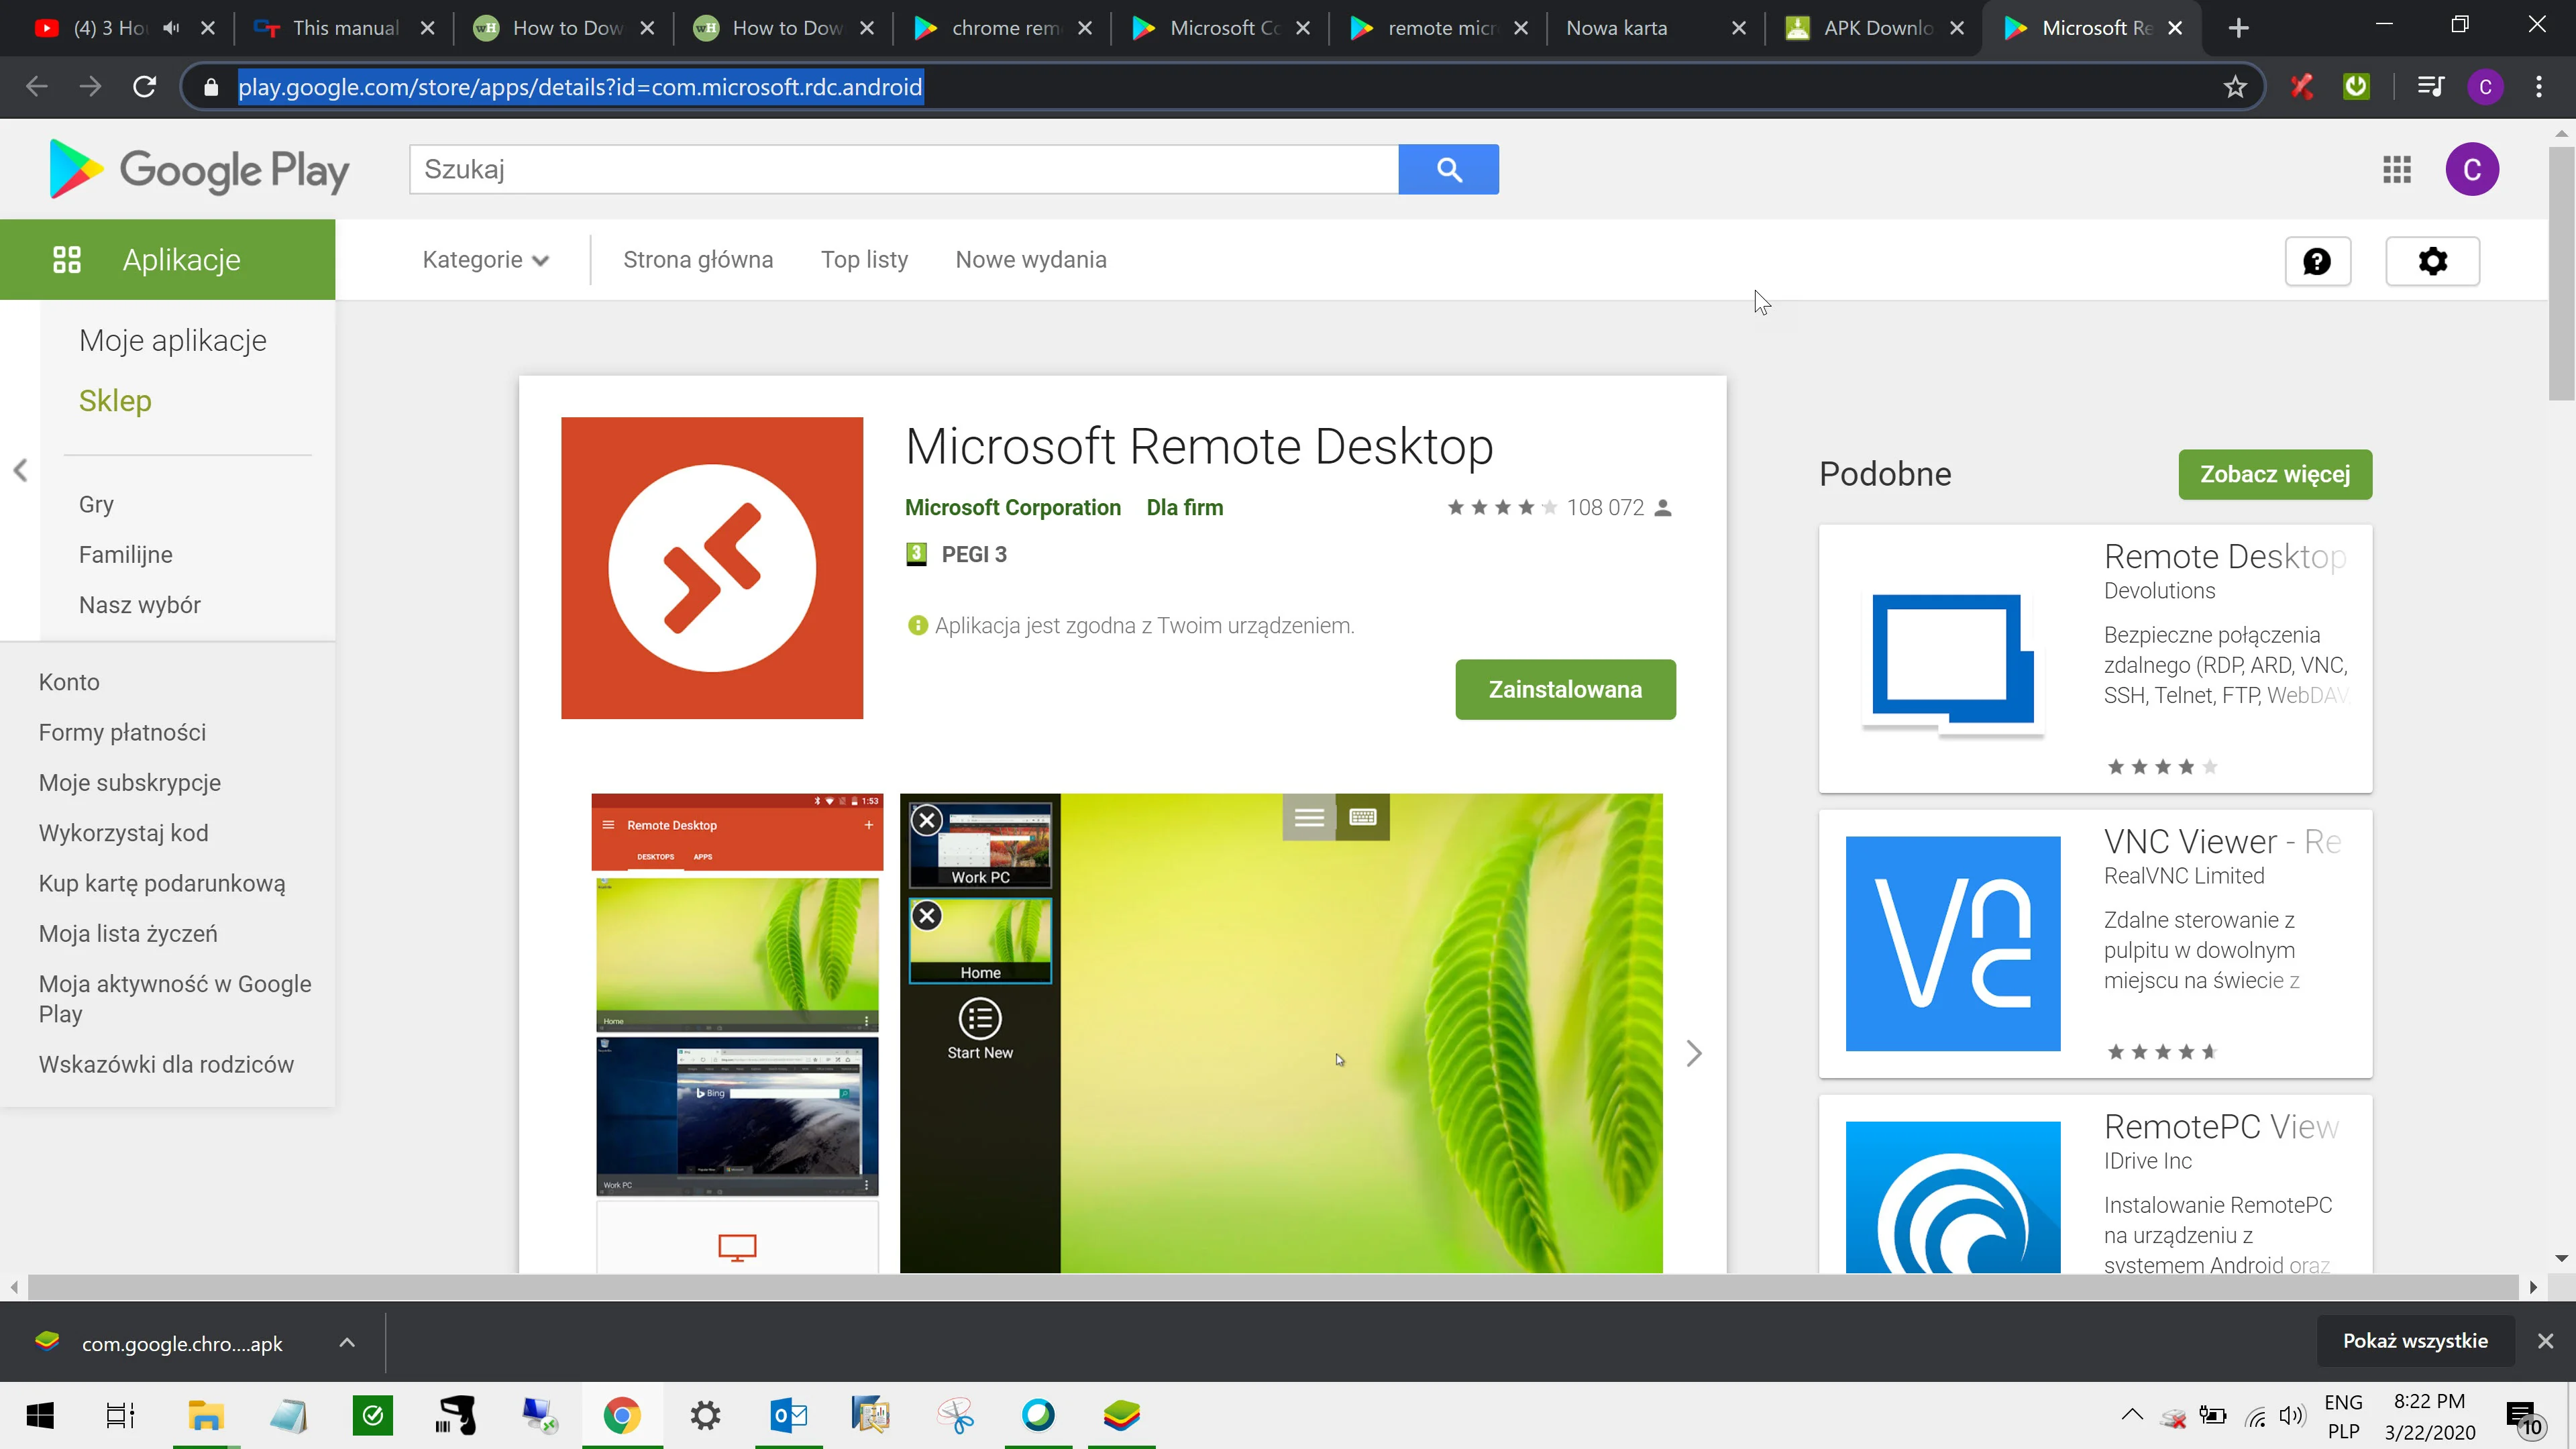 (4) 3 Ho
This manual
How to Dow
How to Dow
chrome rem
Microsoft Co
remote micr
Nowa karta
APK Downlo
Microsoft Re
play.google.com/store/apps/details?id=com.microsoft.rdc.android
C
Google Play
Szukaj
C
Aplikacje
Kategorie
Strona główna
Top listy
Nowe wydania
Moje aplikacje
Sklep
Gry
Familijne
Nasz wybór
Konto
Formy płatności
Moje subskrypcje
Wykorzystaj kod
Kup kartę podarunkową
Moja lista życzeń
Moja aktywność w Google
Play
Wskazówki dla rodziców
Microsoft Remote Desktop
Microsoft Corporation Dla firm
108 072
3 PEGI 3
Aplikacja jest zgodna z Twoim urządzeniem.
Zainstalowana
1:53
Remote Desktop
DESKTOPS APPS
Home
Bing
Work PC
Work PC
Home
Start New
Podobne
Zobacz więcej
Remote Desktop
Devolutions
Bezpieczne połączenia
zdalnego (RDP, ARD, VNC,
SSH, Telnet, FTP, WebDAV
VNC Viewer - Re
RealVNC Limited
Zdalne sterowanie z
pulpitu w dowolnym
miejscu na świecie z
RemotePC View
IDrive Inc
Instalowanie RemotePC
na urządzeniu z
systemem Android oraz
com.google.chro....apk
Pokaż wszystkie
ENG
PLP
8:22 PM
3/22/2020
10